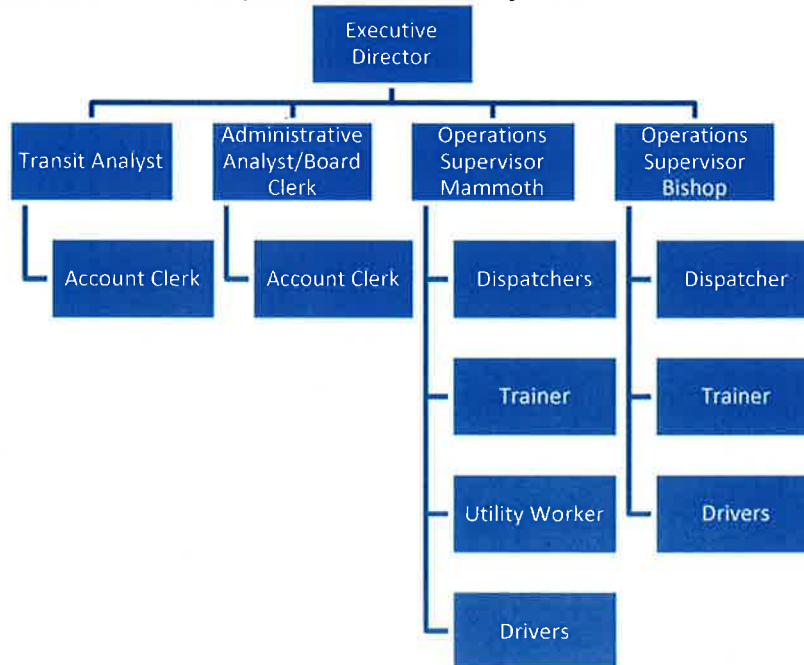 Executive
Director
Transit Analyst
Administrative
Analyst/Board
Clerk
Operations
Supervisor
Mammoth
Operations
Supervisor
Bishop
Account Clerk
Account Clerk
Dispatchers
Dispatcher
Trainer
Trainer
Utility Worker
Drivers
Drivers